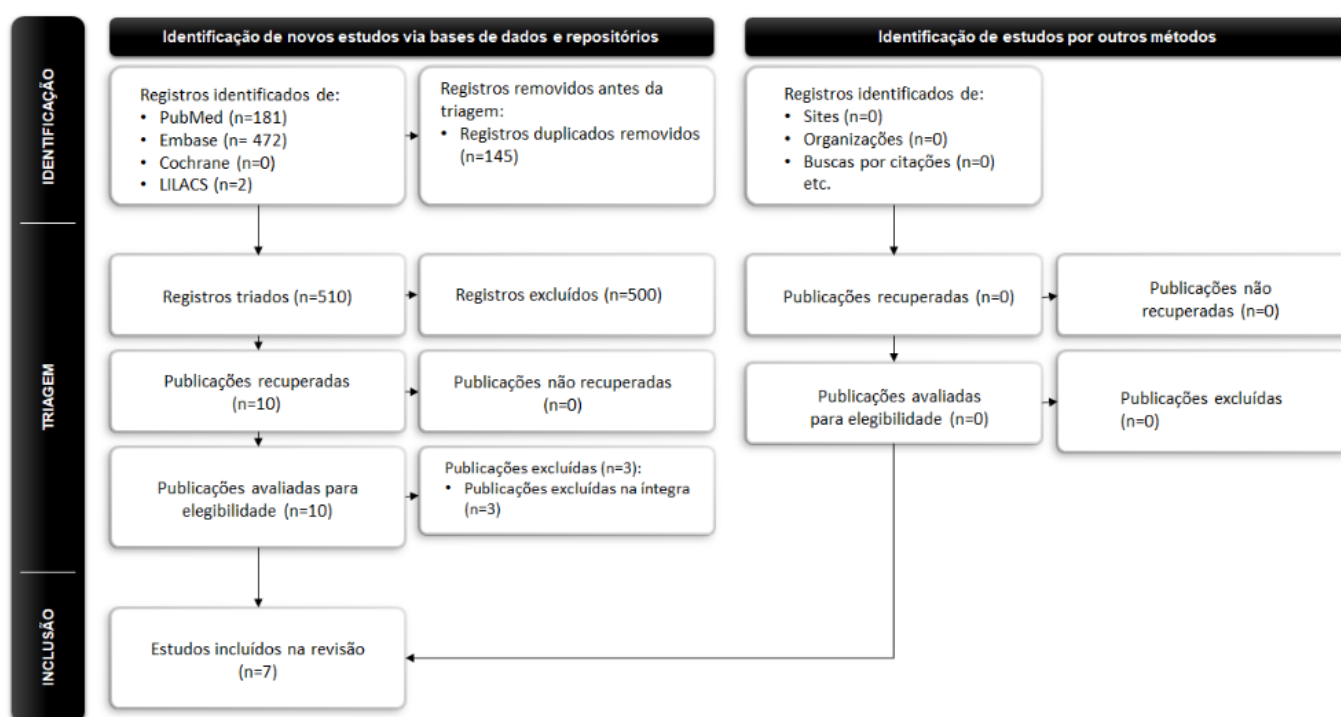 Identificação de novos estudos via bases de dados e repositórios
Identificação de estudos por outros métodos
IDENTIFICAÇÃO
Registros identificados de:
• PubMed (n=181)
• Embase (n= 472)
• Cochrane (n=0)
• LILACS (n=2)
Registros removidos antes da
triagem:
• Registros duplicados removidos
(n=145)
Registros identificados de:
• Sites (n=0)
• Organizações (n=0)
• Buscas por citações (n=0)
etc.
TRIAGEM
Registros triados (n=510)
Registros excluídos (n=500)
Publicações recuperadas (n=0)
Publicações não
recuperadas (n=0)
Publicações recuperadas
(n=10)
Publicações não recuperadas
(n=0)
Publicações avaliadas
para elegibilidade (n=0)
Publicações excluídas
(n=0)
Publicações avaliadas para
elegibilidade (n=10)
Publicações excluídas (n=3):
• Publicações excluídas na íntegra
(n=3)
INCLUSÃO
Estudos incluídos na revisão
(n=7)